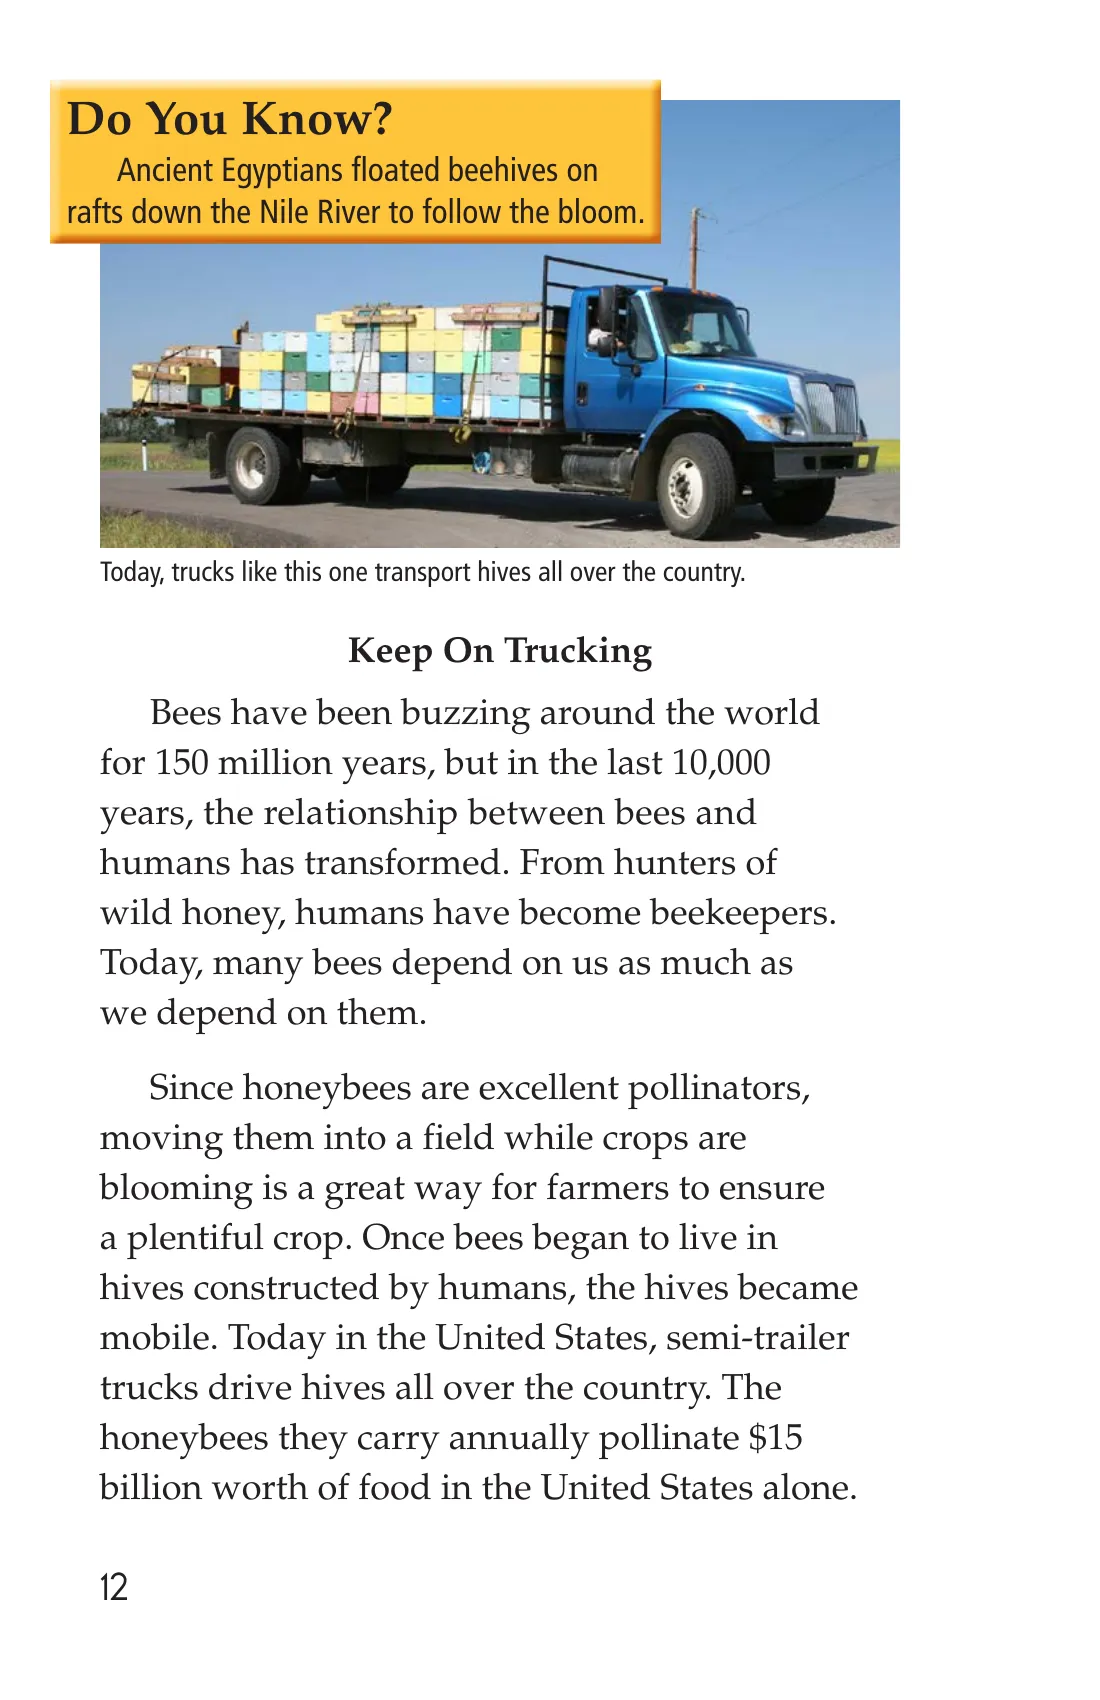 Do You Know?
Ancient Egyptians floated beehives on
rafts down the Nile River to follow the bloom.
Today, trucks like this one transport hives all over the country.
Keep On Trucking
Bees have been buzzing around the world
for 150 million years, but in the last 10,000
years, the relationship between bees and
humans has transformed. From hunters of
wild honey, humans have become beekeepers.
Today, many bees depend on us as much as
we depend on them.
Since honeybees are excellent pollinators,
moving them into a field while crops are
blooming is a great way for farmers to ensure
a plentiful crop. Once bees began to live in
hives constructed by humans, the hives became
mobile. Today in the United States, semi-trailer
trucks drive hives all over the country. The
honeybees they carry annually pollinate $15
billion worth of food in the United States alone.
12